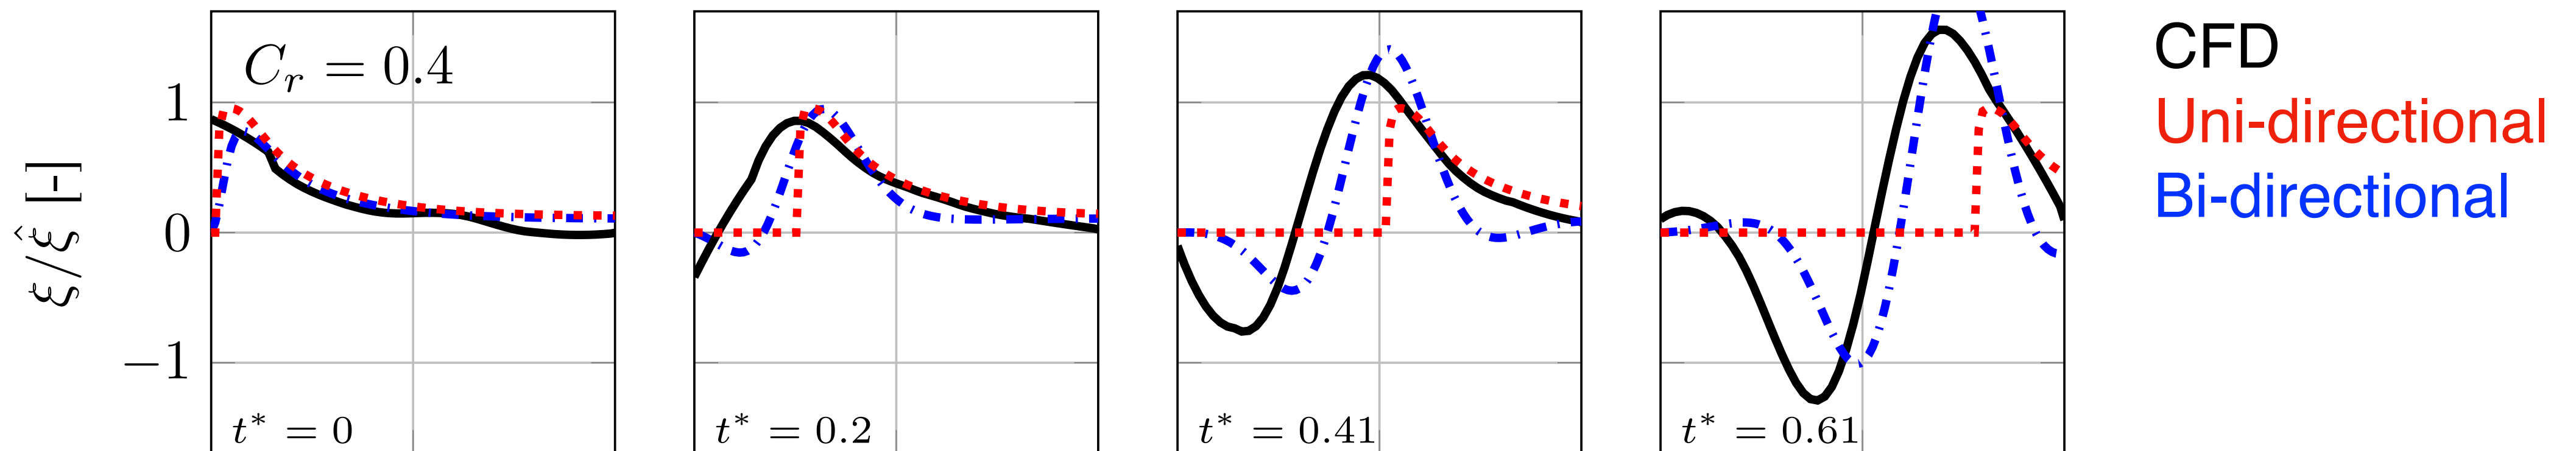 C_r = 0.4
CFD
Uni-directional
Bi-directional
1
0
−1
ξ/ξ̂ [-]
t* = 0
t* = 0.2
t* = 0.41
t* = 0.61